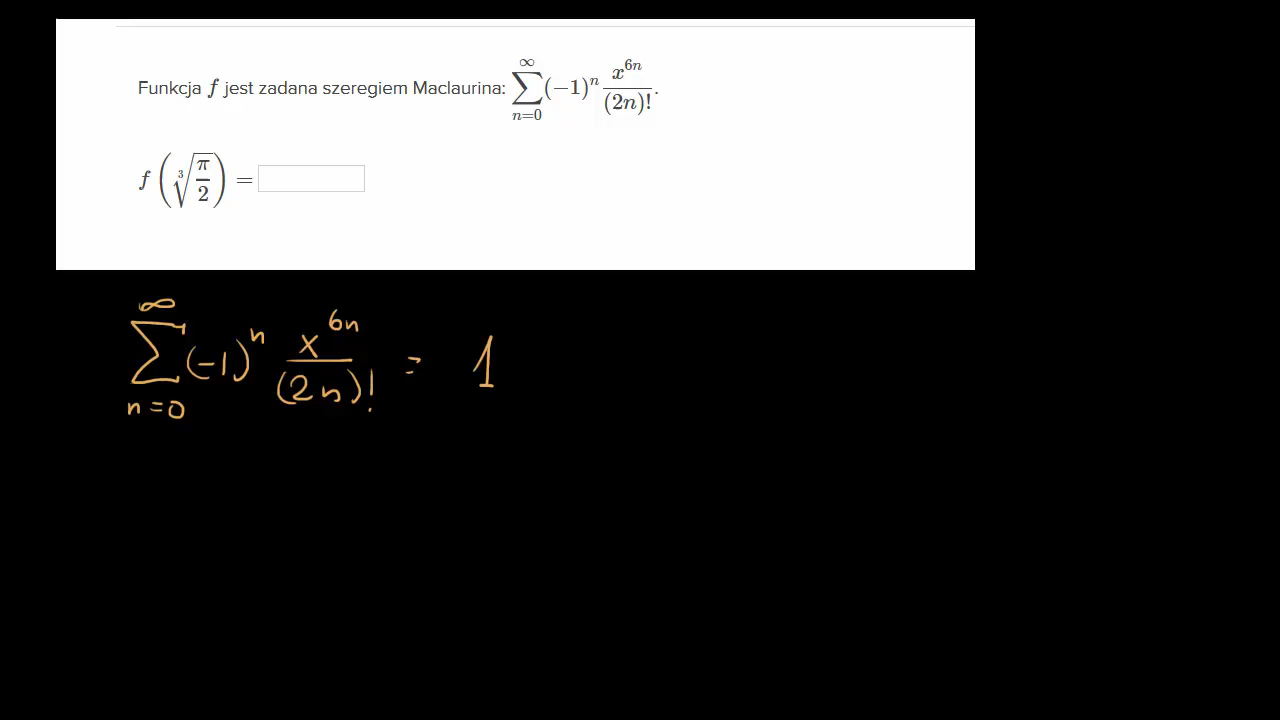 Funkcja f jest zadana szeregiem Maclaurina: ∑_{n=0}^{∞} (−1)^n x^{6n}/(2n)!.
f(∛(π/2)) =
∑_{n=0}^{∞} (−1)^n x^{6n}/(2n)! = 1